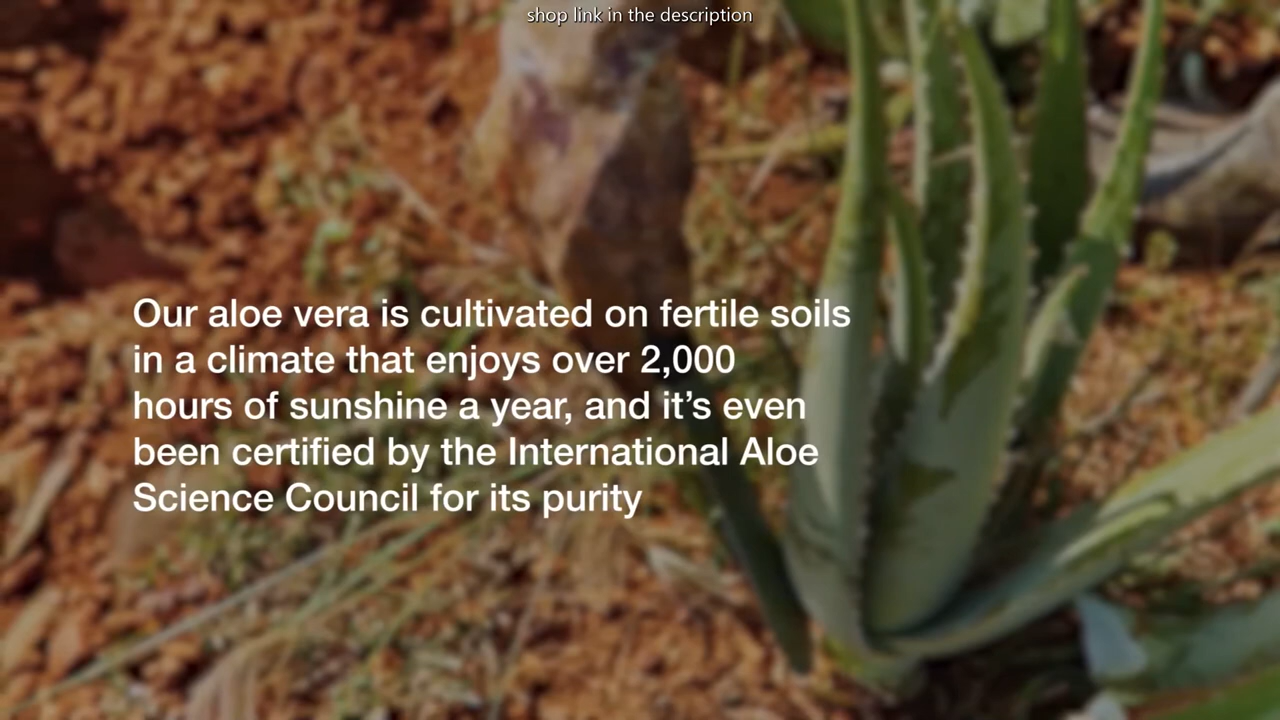 shop link in the description
Our aloe vera is cultivated on fertile soils
in a climate that enjoys over 2,000
hours of sunshine a year, and it’s even
been certified by the International Aloe
Science Council for its purity